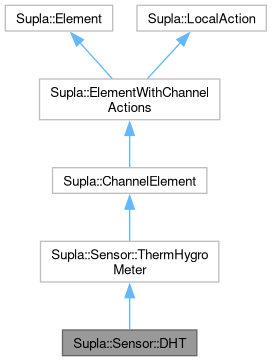 Supla::Element
Supla::LocalAction
Supla::ElementWithChannel
Actions
Supla::ChannelElement
Supla::Sensor::ThermHygro
Meter
Supla::Sensor::DHT